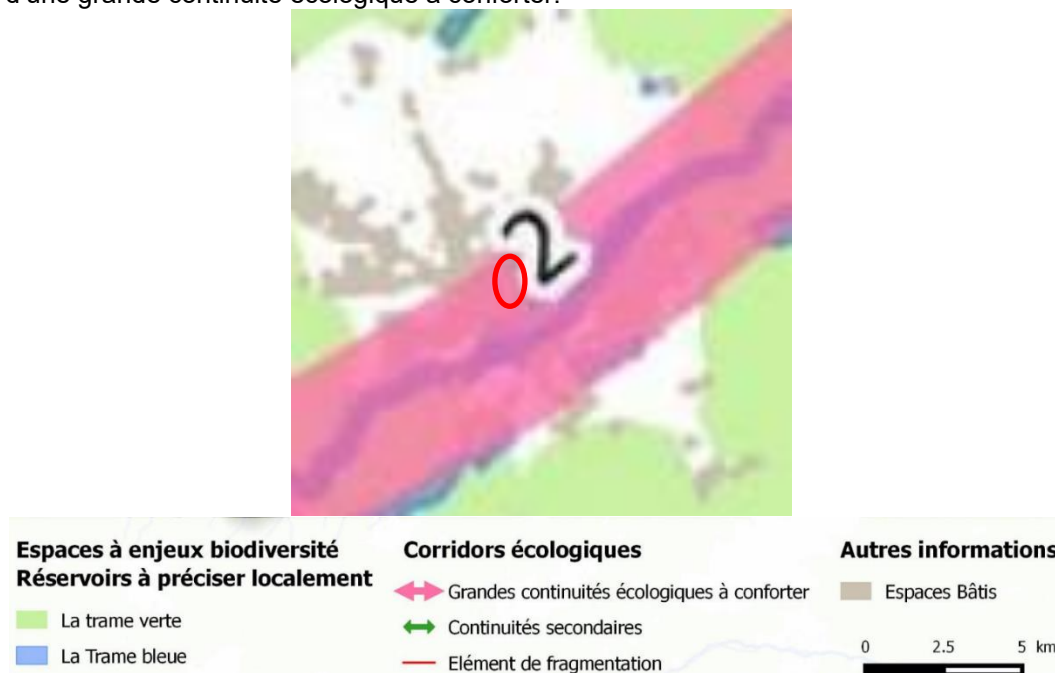 d'une grande continuité écologique à conforter.
2
Espaces à enjeux biodiversité
Réservoirs à préciser localement
La trame verte
La Trame bleue
Corridors écologiques
Grandes continuités écologiques à conforter
Continuités secondaires
Elément de fragmentation
Autres informations
Espaces Bâtis
0 2.5 5 km